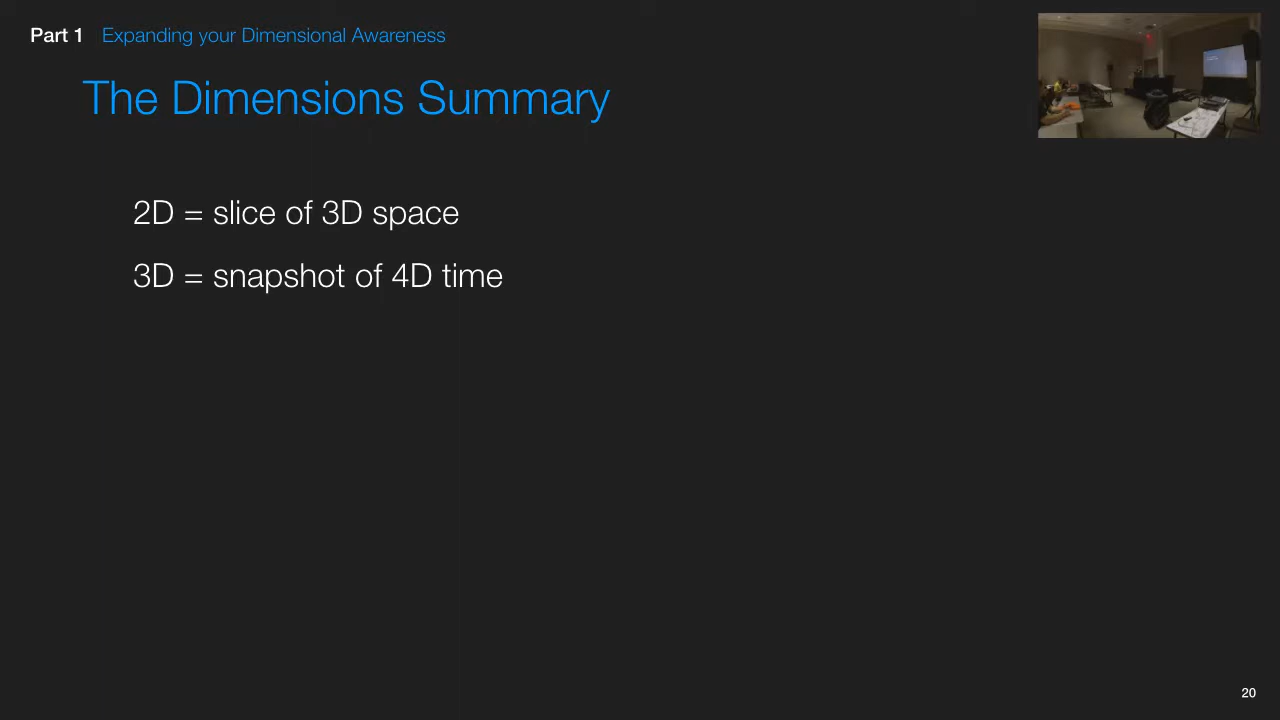 Part 1 Expanding your Dimensional Awareness
The Dimensions Summary
2D = slice of 3D space
3D = snapshot of 4D time
20